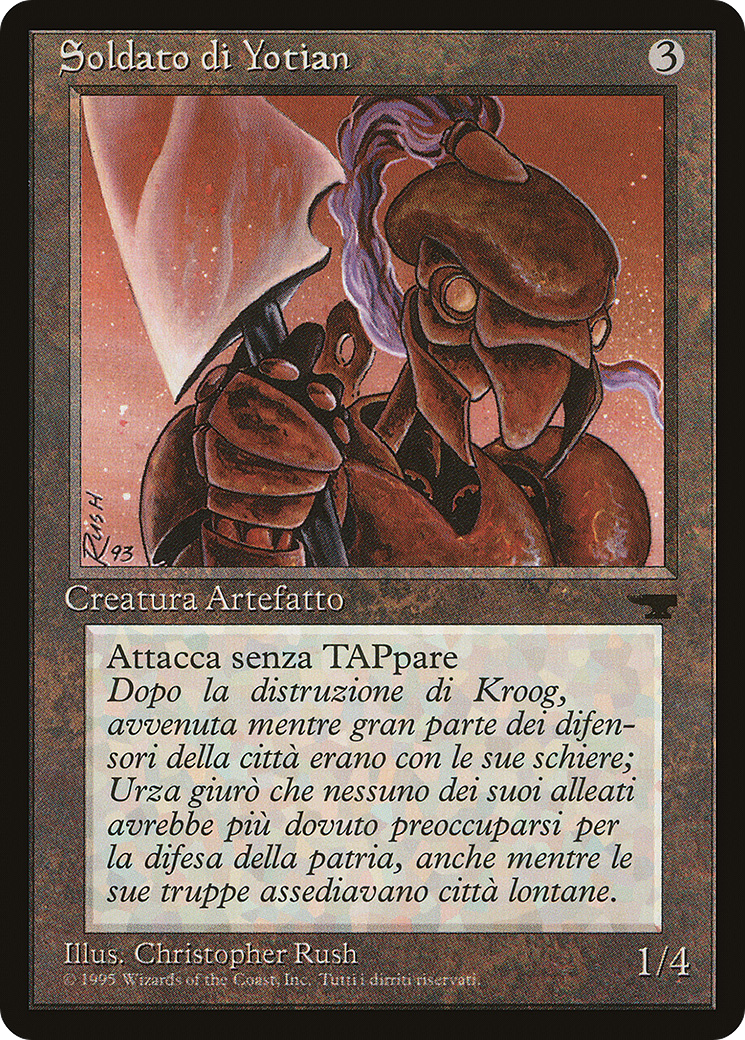 Soldato di Yotian
3
RUSH
93
Creatura Artefatto
Attacca senza TAPpare
Dopo la distruzione di Kroog,
avvenuta mentre gran parte dei difen-
sori della città erano con le sue schiere;
Urza giurò che nessuno dei suoi alleati
avrebbe più dovuto preoccuparsi per
la difesa della patria, anche mentre le
sue truppe assediavano città lontane.
Illus. Christopher Rush
1/4
© 1995 Wizards of the Coast, Inc. Tutti i dirriti riservati.